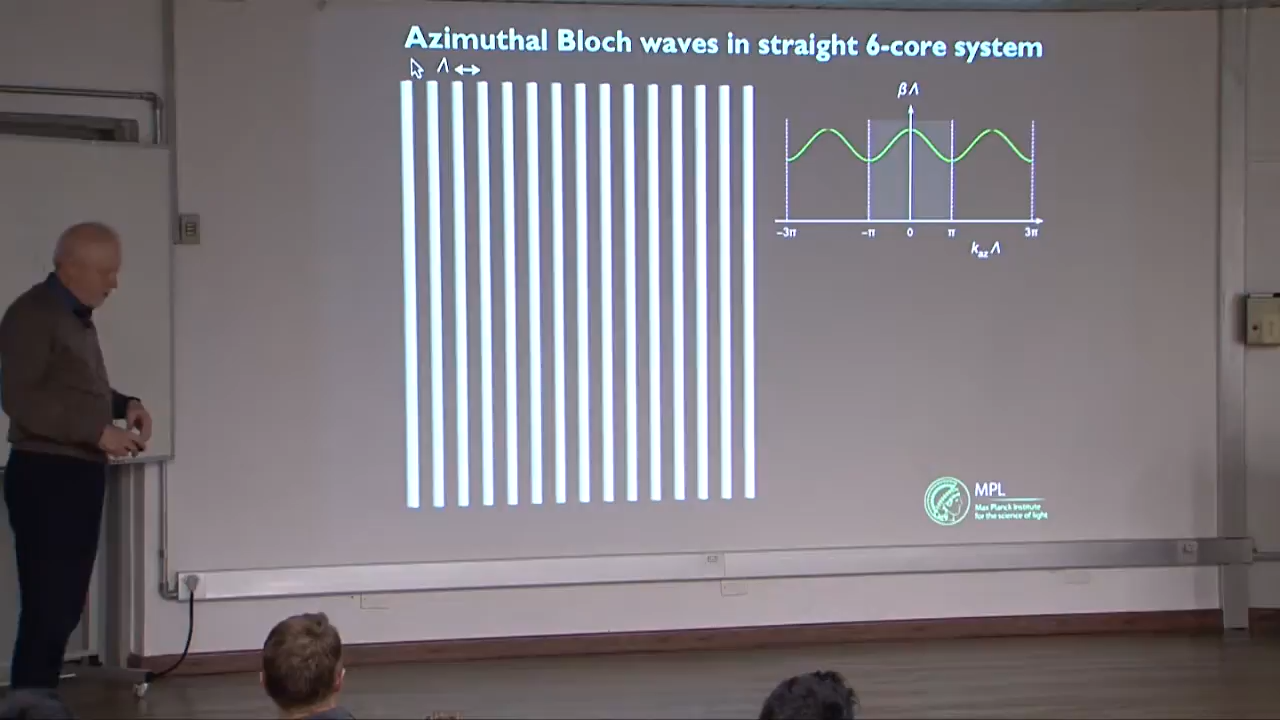 Azimuthal Bloch waves in straight 6-core system
Λ
βΛ
−3π −π 0 π 3π
k_az Λ
MPL
Max Planck Institute
for the science of light